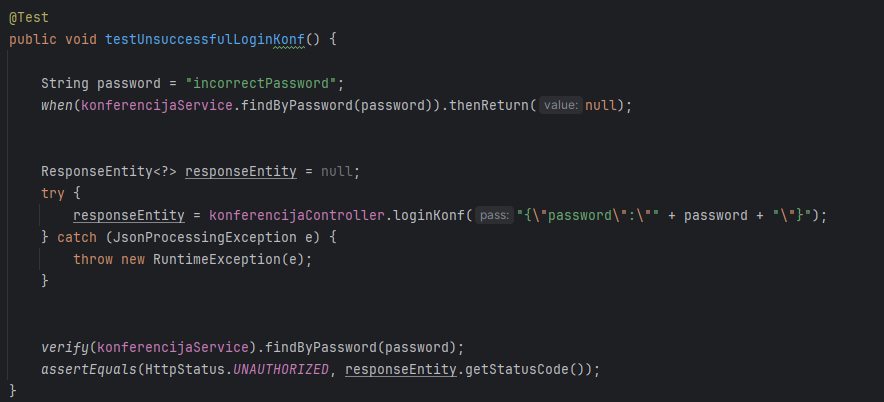 @Test
public void testUnsuccessfulLoginKonf() {
String password = "incorrectPassword";
when(konferencijaService.findByPassword(password)).thenReturn( value: null);
ResponseEntity<?> responseEntity = null;
try {
responseEntity = konferencijaController.loginKonf( pass: "{\"password\":\"" + password + "\"}");
} catch (JsonProcessingException e) {
throw new RuntimeException(e);
}
verify(konferencijaService).findByPassword(password);
assertEquals(HttpStatus.UNAUTHORIZED, responseEntity.getStatusCode());
}